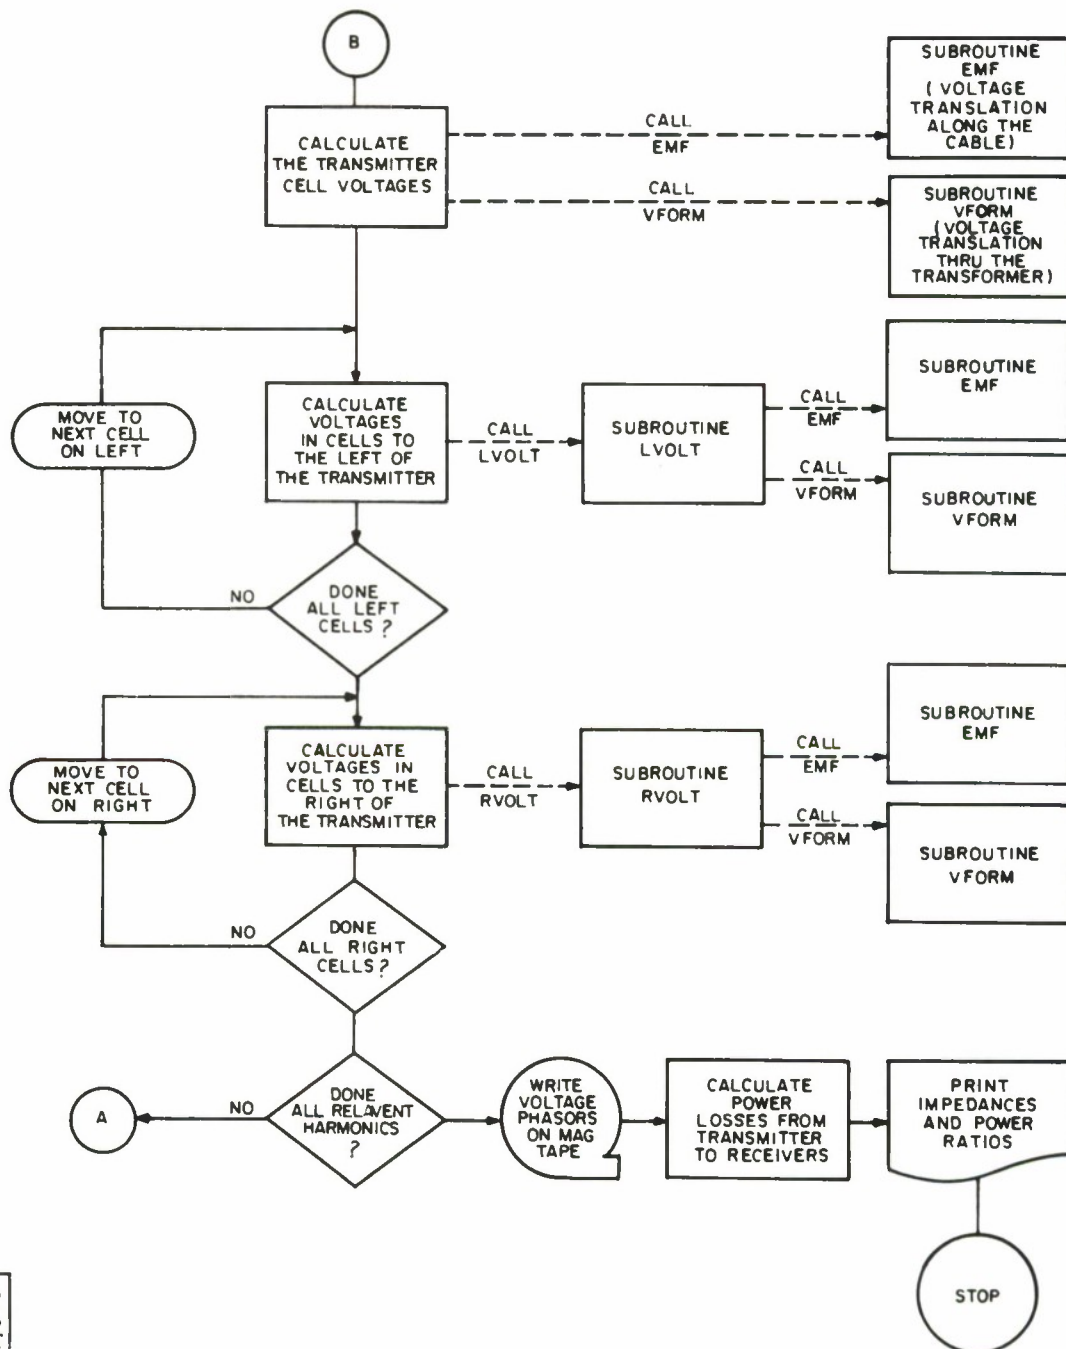 B
CALCULATE
THE TRANSMITTER
CELL VOLTAGES
CALL
EMF
CALL
VFORM
SUBROUTINE
EMF
( VOLTAGE
TRANSLATION
ALONG THE
CABLE)
SUBROUTINE
VFORM
(VOLTAGE
TRANSLATION
THRU THE
TRANSFORMER)
MOVE TO
NEXT CELL
ON LEFT
CALCULATE
VOLTAGES
IN CELLS TO
THE LEFT OF
THE TRANSMITTER
CALL
LVOLT
SUBROUTINE
LVOLT
CALL
EMF
CALL
VFORM
SUBROUTINE
EMF
SUBROUTINE
VFORM
NO
DONE
ALL LEFT
CELLS ?
MOVE TO
NEXT CELL
ON RIGHT
CALCULATE
VOLTAGES IN
CELLS TO THE
RIGHT OF
THE TRANSMITTER
CALL
RVOLT
SUBROUTINE
RVOLT
CALL
EMF
CALL
VFORM
SUBROUTINE
EMF
SUBROUTINE
VFORM
NO
DONE
ALL RIGHT
CELLS ?
A
NO
DONE
ALL RELAVENT
HARMONICS
?
WRITE
VOLTAGE
PHASORS
ON MAG
TAPE
CALCULATE
POWER
LOSSES FROM
TRANSMITTER
TO RECEIVERS
PRINT
IMPEDANCES
AND POWER
RATIOS
STOP